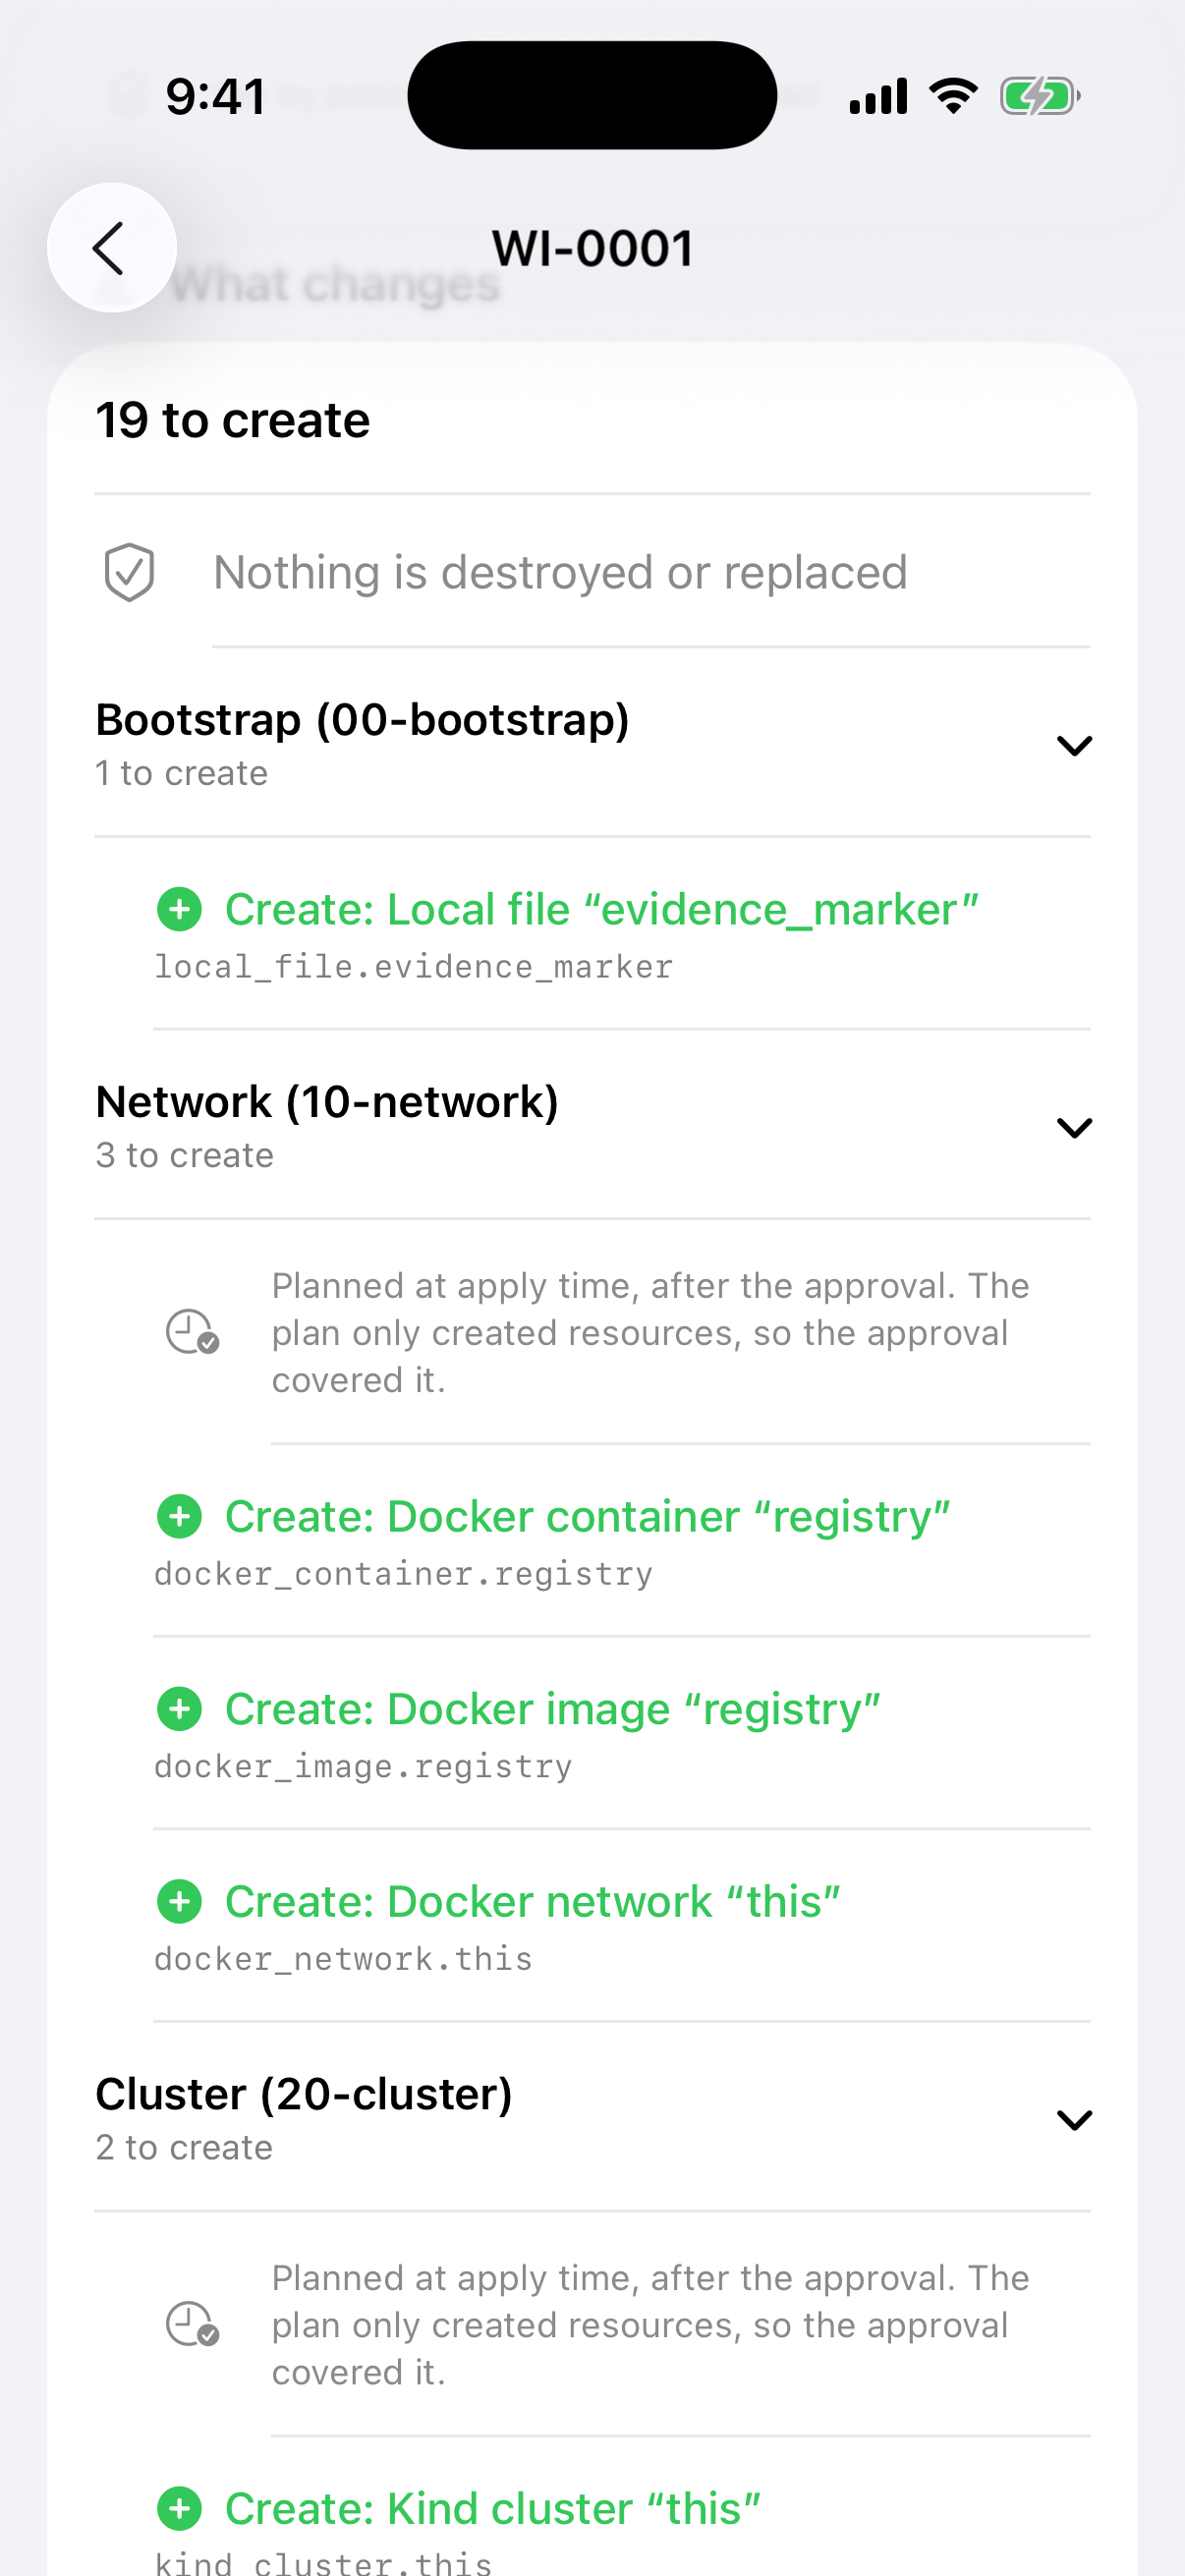 9:41
WI-0001
What changes
19 to create
Nothing is destroyed or replaced
Bootstrap (00-bootstrap)
1 to create
Create: Local file “evidence_marker”
local_file.evidence_marker
Network (10-network)
3 to create
Planned at apply time, after the approval. The
plan only created resources, so the approval
covered it.
Create: Docker container “registry”
docker_container.registry
Create: Docker image “registry”
docker_image.registry
Create: Docker network “this”
docker_network.this
Cluster (20-cluster)
2 to create
Planned at apply time, after the approval. The
plan only created resources, so the approval
covered it.
Create: Kind cluster “this”
kind_cluster.this